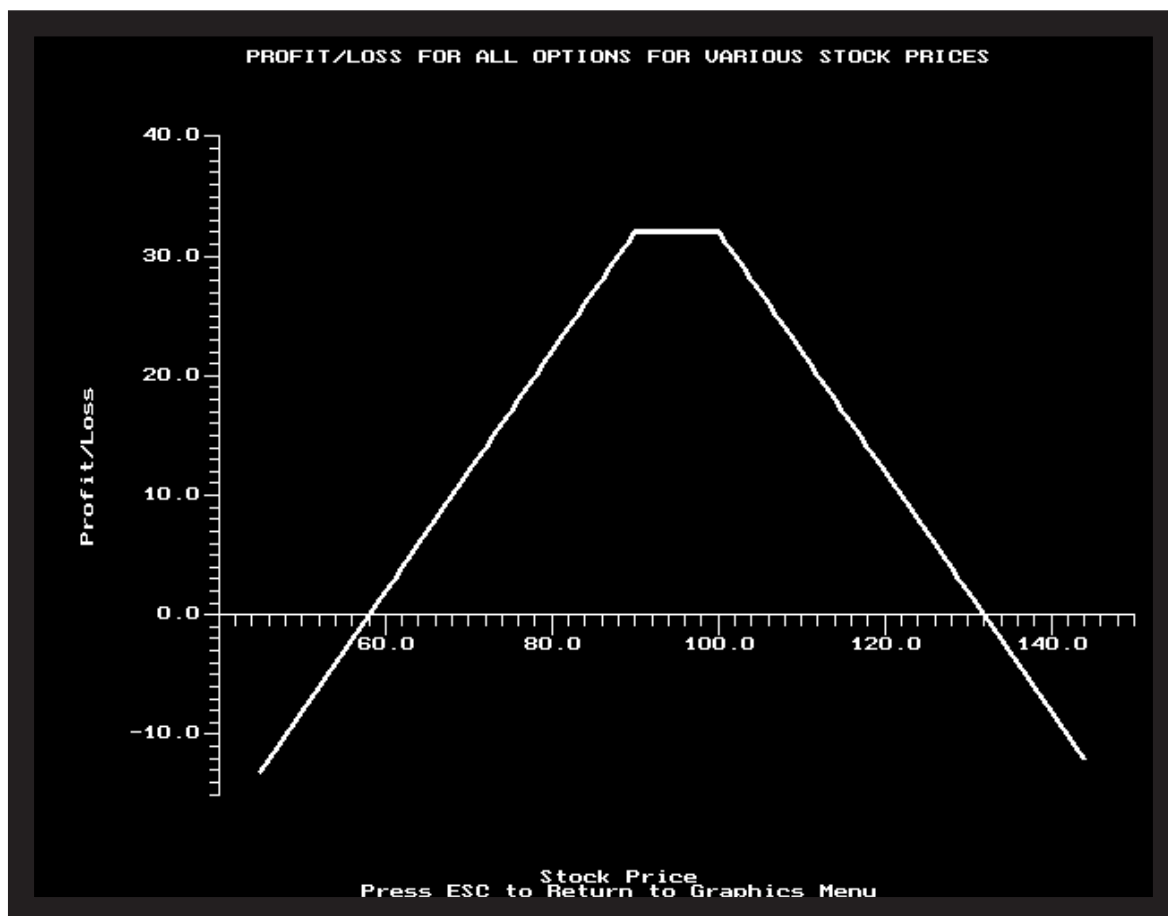 PROFIT/LOSS FOR ALL OPTIONS FOR VARIOUS STOCK PRICES
40.0
30.0
20.0
10.0
0.0
-10.0
Profit/Loss
60.0 80.0 100.0 120.0 140.0
Stock Price
Press ESC to Return to Graphics Menu